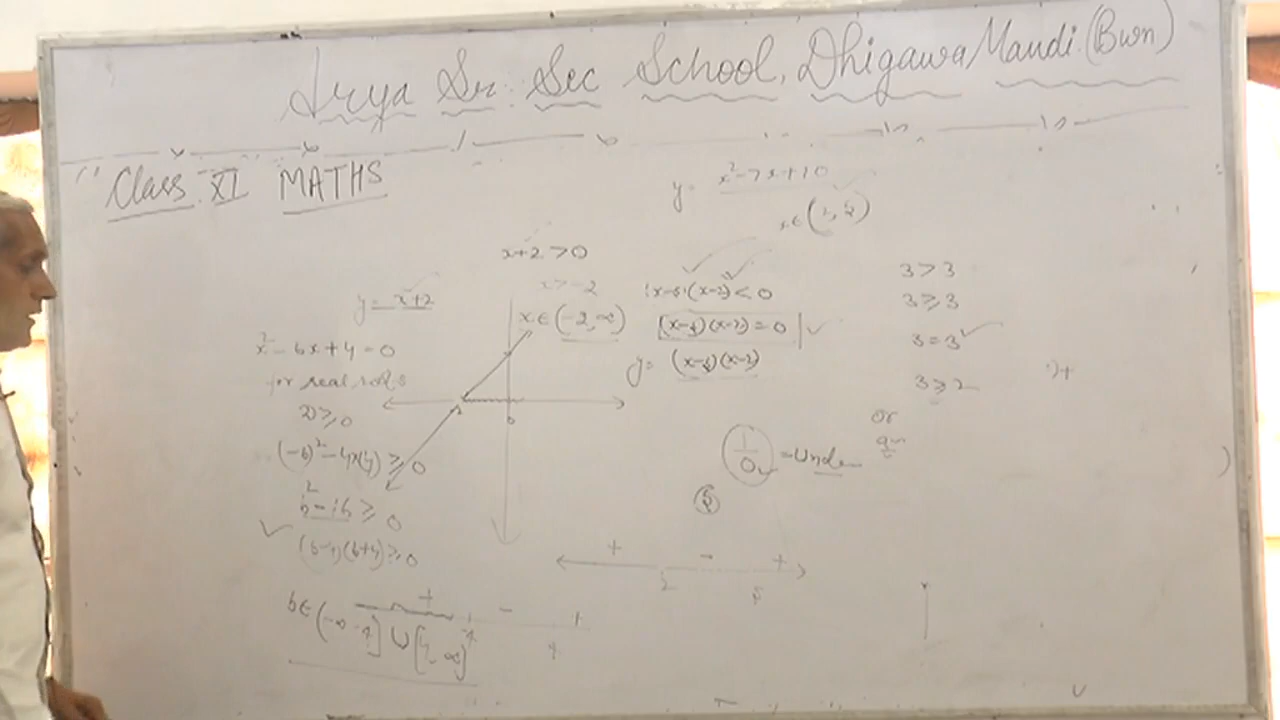 Arya Sr. Sec School, Dhigawa Mandi (Bwn)
Class XI MATHS
y = x²-7x+10
x∈(2,5)
x+2>0
x>-2
x∈(-2,∞)
y = x+2
x²-bx+4=0
for real roots
D≥0
(-b)²-4x(4)≥0
b²-16≥0
(b-4)(b+4)≥0
b∈(-∞-4]∪[4,∞)
+ - +
-4 4
(x-5)(x-2)<0
(x-5)(x-2)=0
y= (x-5)(x-2)
3>3
3≥3
3=3
3≥2
or
1/0 = Unde
5
+ - +
2 5